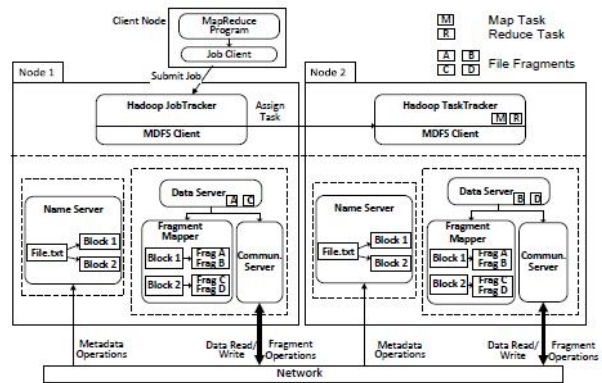 Client Node
MapReduce
Program
Job Client
M Map Task
R Reduce Task
A B
C D
File Fragments
Submit Job
Node 1
Hadoop JobTracker
MDFS Client
Assign
Task
Node 2
Hadoop TaskTracker
M R
MDFS Client
Name Server
File.txt
Block 1
Block 2
Data Server
A C
Fragment
Mapper
Block 1
Frag A
Frag B
Block 2
Frag C
Frag D
Commun.
Server
Name Server
File.txt
Block 1
Block 2
Data Server
B D
Fragment
Mapper
Block 1
Frag A
Frag B
Block 2
Frag C
Frag D
Commun.
Server
Metadata
Operations
Data Read/
Write
Fragment
Operations
Metadata
Operations
Data Read/
Write
Fragment
Operations
Network